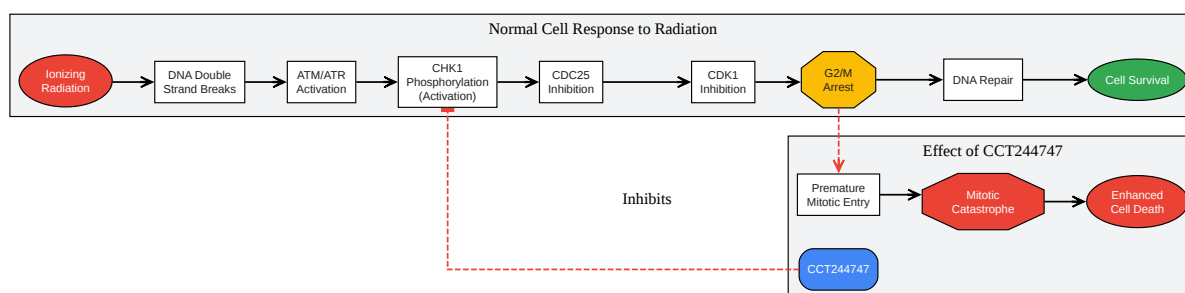 Normal Cell Response to Radiation
Ionizing
Radiation
DNA Double
Strand Breaks
ATM/ATR
Activation
CHK1
Phosphorylation
(Activation)
CDC25
Inhibition
CDK1
Inhibition
G2/M
Arrest
DNA Repair
Cell Survival
Effect of CCT244747
Inhibits
Premature
Mitotic Entry
Mitotic
Catastrophe
Enhanced
Cell Death
CCT244747